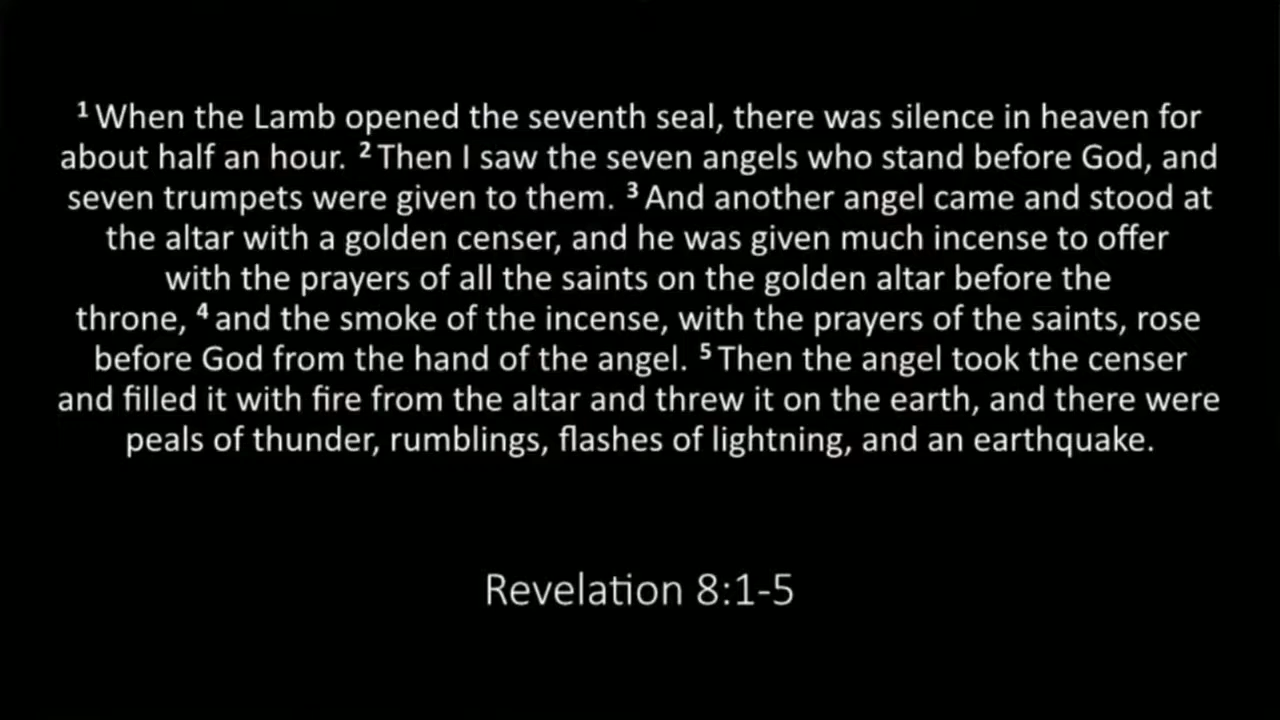 ¹ When the Lamb opened the seventh seal, there was silence in heaven for
about half an hour. ² Then I saw the seven angels who stand before God, and
seven trumpets were given to them. ³ And another angel came and stood at
the altar with a golden censer, and he was given much incense to offer
with the prayers of all the saints on the golden altar before the
throne, ⁴ and the smoke of the incense, with the prayers of the saints, rose
before God from the hand of the angel. ⁵ Then the angel took the censer
and filled it with fire from the altar and threw it on the earth, and there were
peals of thunder, rumblings, flashes of lightning, and an earthquake.
Revelation 8:1-5